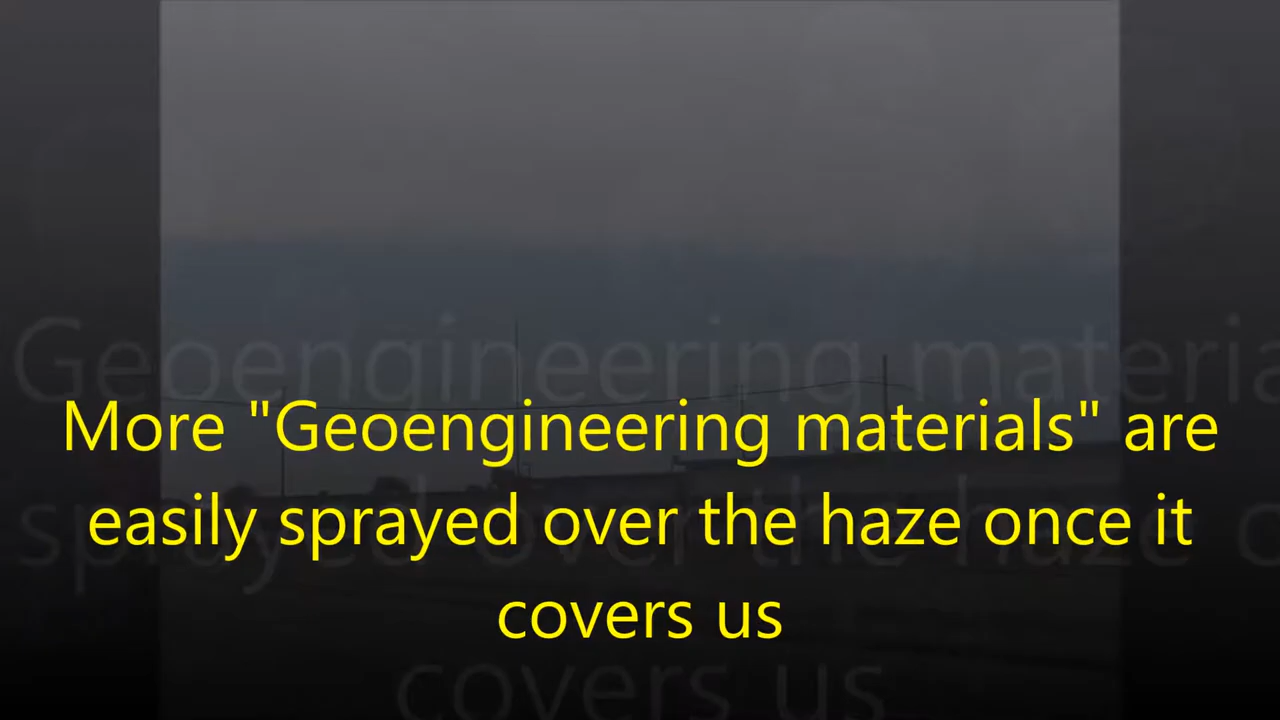 More "Geoengineering materials" are
easily sprayed over the haze once it
covers us